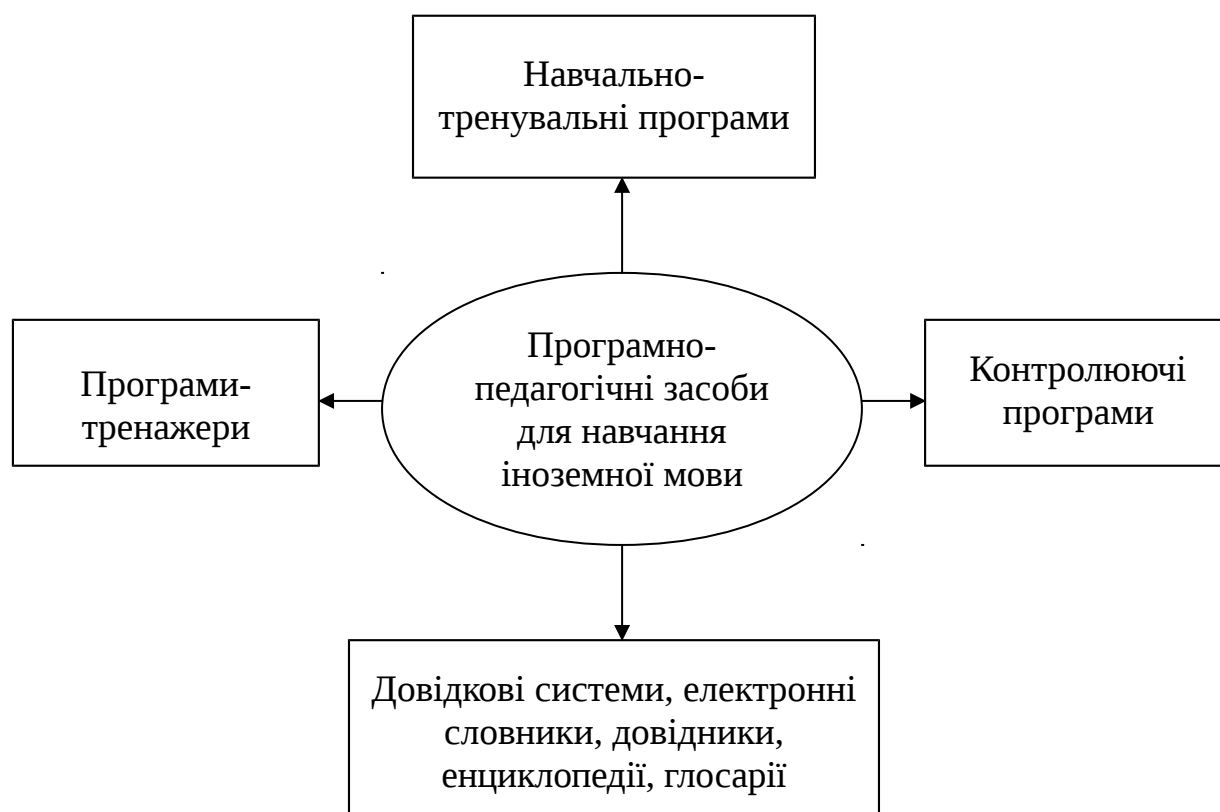 Навчально-
тренувальні програми
Програми-
тренажери
Програмно-
педагогічні засоби
для навчання
іноземної мови
Контролюючі
програми
Довідкові системи, електронні
словники, довідники,
енциклопедії, глосарії